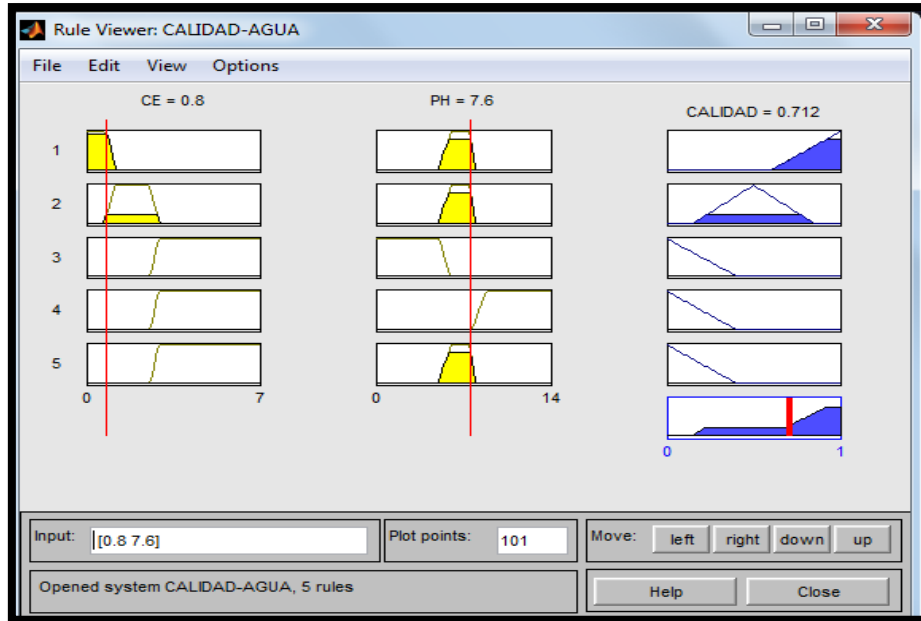 Rule Viewer: CALIDAD-AGUA
File Edit View Options
CE = 0.8 PH = 7.6 CALIDAD = 0.712
1
2
3
4
5
0 7 0 14
0 1
Input: [0.8 7.6] Plot points: 101 Move: left right down up
Opened system CALIDAD-AGUA, 5 rules Help Close